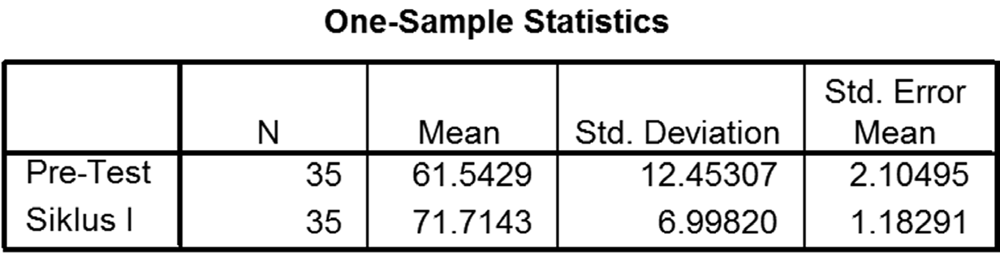 One-Sample Statistics
Std. Error
N Mean Std. Deviation Mean
Pre-Test 35 61.5429 12.45307 2.10495
Siklus I 35 71.7143 6.99820 1.18291